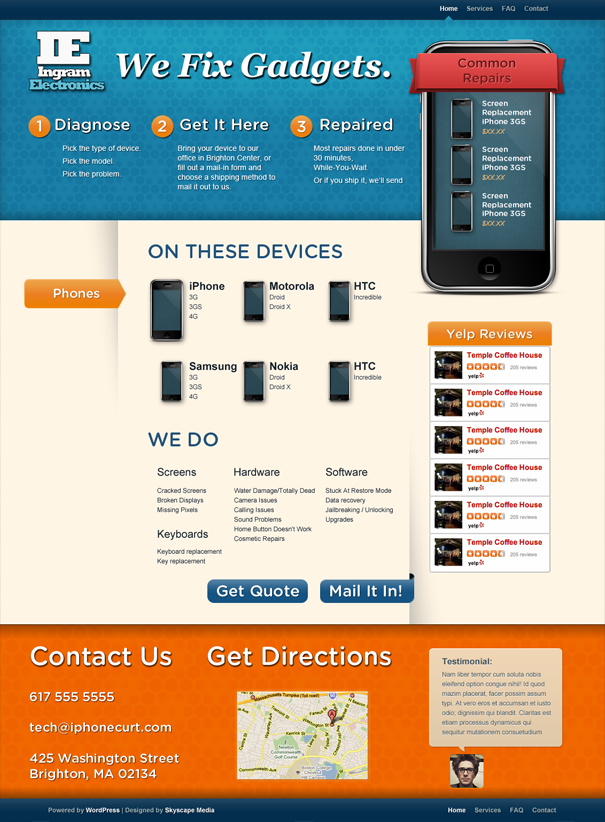 Home Services FAQ Contact
IE
Ingram
Electronics
We Fix Gadgets.
Common
Repairs
1 Diagnose
Pick the type of device.
Pick the model.
Pick the problem.
2 Get It Here
Bring your device to our
office in Brighton Center, or
fill out a mail-in form and
choose a shipping method to
mail it out to us.
3 Repaired
Most repairs done in under
30 minutes,
While-You-Wait.
Or if you ship it, we'll send
Screen
Replacement
iPhone 3GS
$XX.XX
Screen
Replacement
iPhone 3GS
$XX.XX
Screen
Replacement
iPhone 3GS
$XX.XX
Phones
ON THESE DEVICES
iPhone
3G
3GS
4G
Motorola
Droid
Droid X
HTC
Incredible
Samsung
3G
3GS
4G
Nokia
Droid
Droid X
HTC
Incredible
WE DO
Screens
Cracked Screens
Broken Displays
Missing Pixels
Keyboards
Keyboard replacement
Key replacement
Hardware
Water Damage/Totally Dead
Camera Issues
Calling Issues
Sound Problems
Home Button Doesn't Work
Cosmetic Repairs
Software
Stuck At Restore Mode
Data recovery
Jailbreaking / Unlocking
Upgrades
Get Quote
Mail It In!
Yelp Reviews
Temple Coffee House
205 reviews
yelp
Temple Coffee House
205 reviews
yelp
Temple Coffee House
205 reviews
yelp
Temple Coffee House
205 reviews
yelp
Temple Coffee House
205 reviews
yelp
Temple Coffee House
205 reviews
yelp
Contact Us
617 555 5555
tech@iphonecurt.com
425 Washington Street
Brighton, MA 02134
Get Directions
Massachusetts Turnpike (Toll road)
Newton
Commonwealth
Golf Course
Commonwealth Ave
Testimonial:
Nam liber tempor cum soluta nobis
eleifend option congue nihil! Id quod
mazim placerat, facer possim assum
typi. At vero eros et accumsan et iusto
odio; dignissim qui blandit. Claritas est
etiam processus dynamicus qui
sequitur mutationem consuetudium
Powered by WordPress | Designed by Skyscape Media
Home Services FAQ Contact